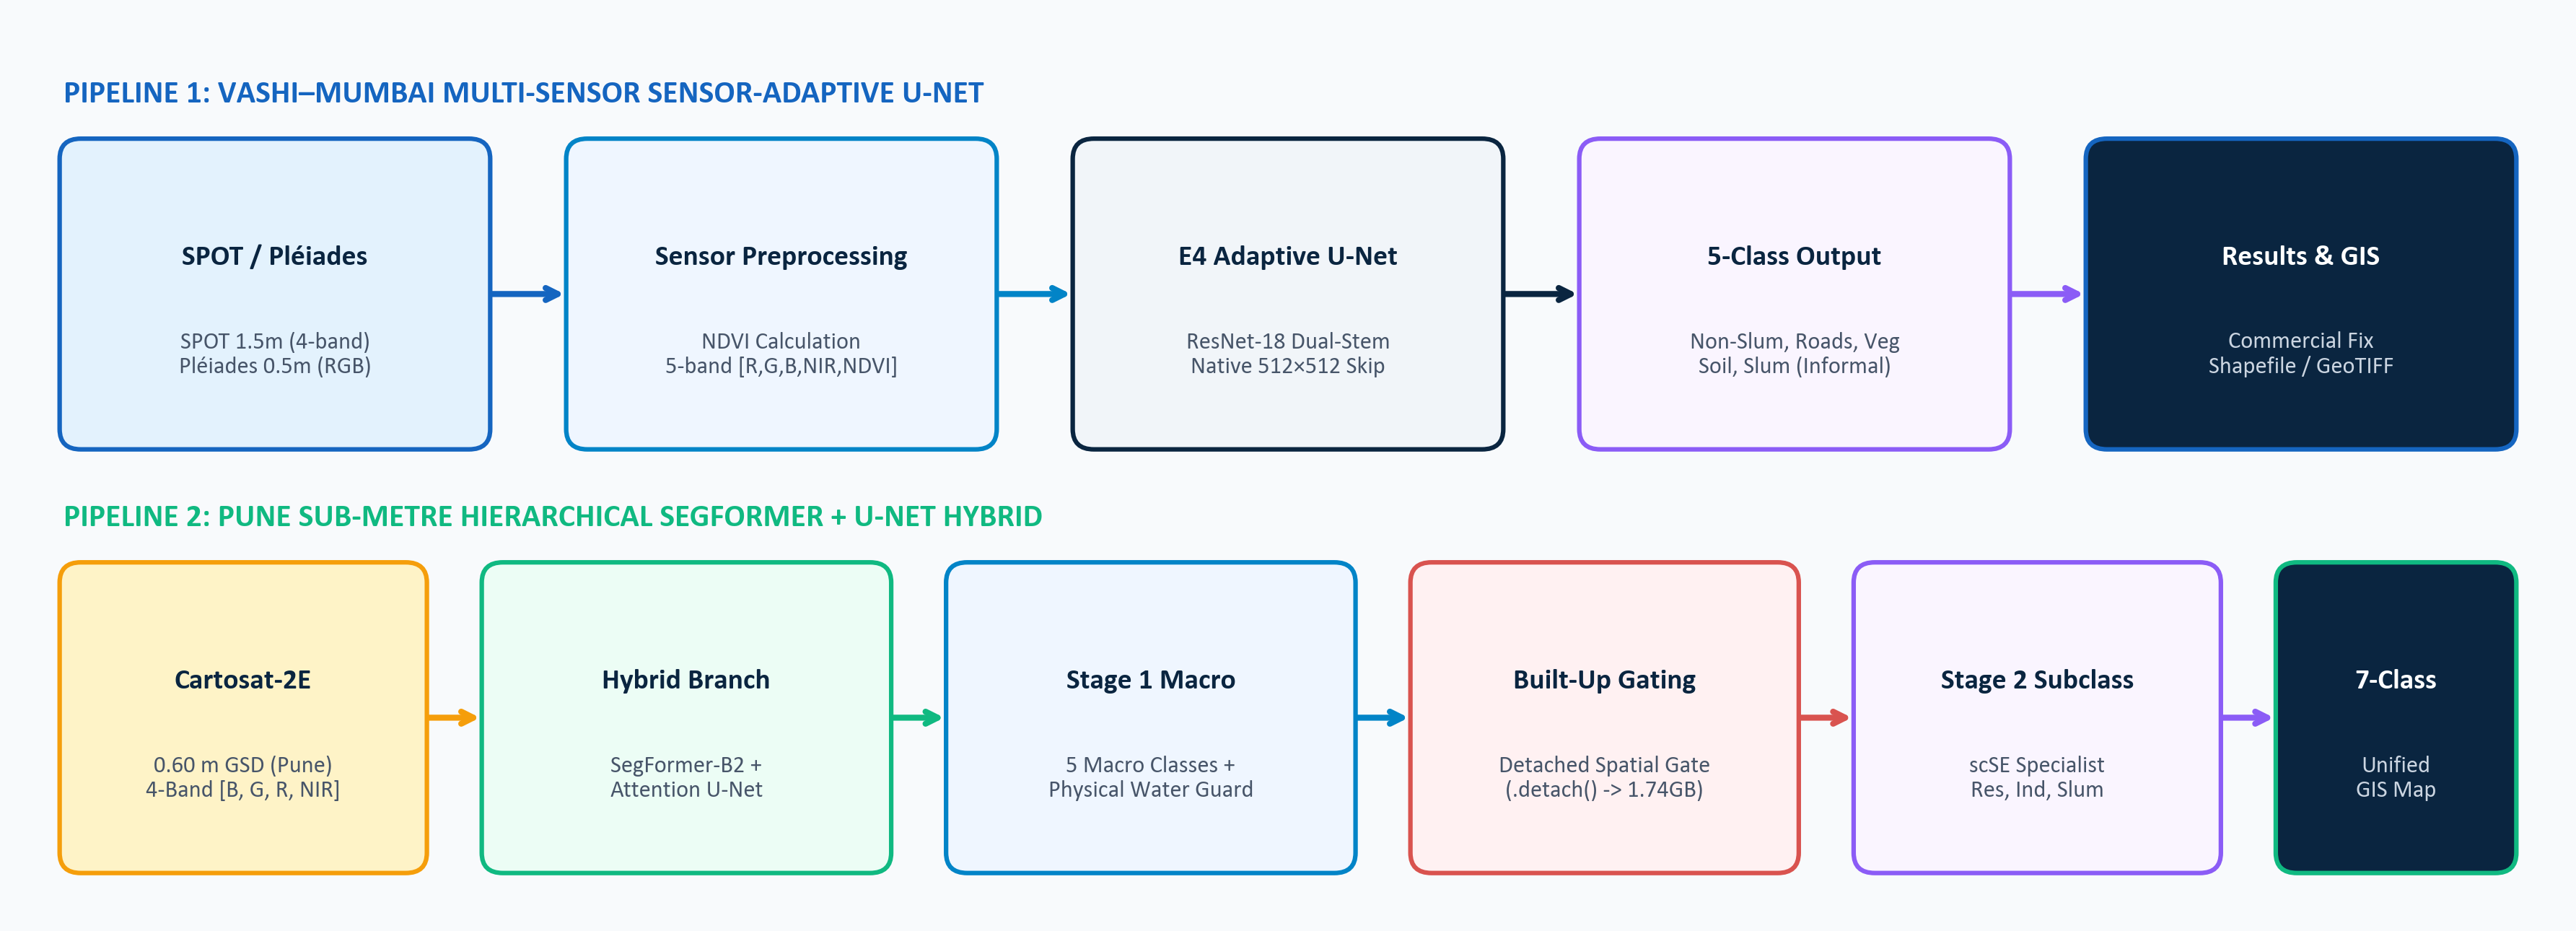 PIPELINE 1: VASHI–MUMBAI MULTI-SENSOR SENSOR-ADAPTIVE U-NET
SPOT / Pléiades
SPOT 1.5m (4-band)
Pléiades 0.5m (RGB)
Sensor Preprocessing
NDVI Calculation
5-band [R,G,B,NIR,NDVI]
E4 Adaptive U-Net
ResNet-18 Dual-Stem
Native 512×512 Skip
5-Class Output
Non-Slum, Roads, Veg
Soil, Slum (Informal)
Results & GIS
Commercial Fix
Shapefile / GeoTIFF
PIPELINE 2: PUNE SUB-METRE HIERARCHICAL SEGFORMER + U-NET HYBRID
Cartosat-2E
0.60 m GSD (Pune)
4-Band [B, G, R, NIR]
Hybrid Branch
SegFormer-B2 +
Attention U-Net
Stage 1 Macro
5 Macro Classes +
Physical Water Guard
Built-Up Gating
Detached Spatial Gate
(.detach() -> 1.74GB)
Stage 2 Subclass
scSE Specialist
Res, Ind, Slum
7-Class
Unified
GIS Map